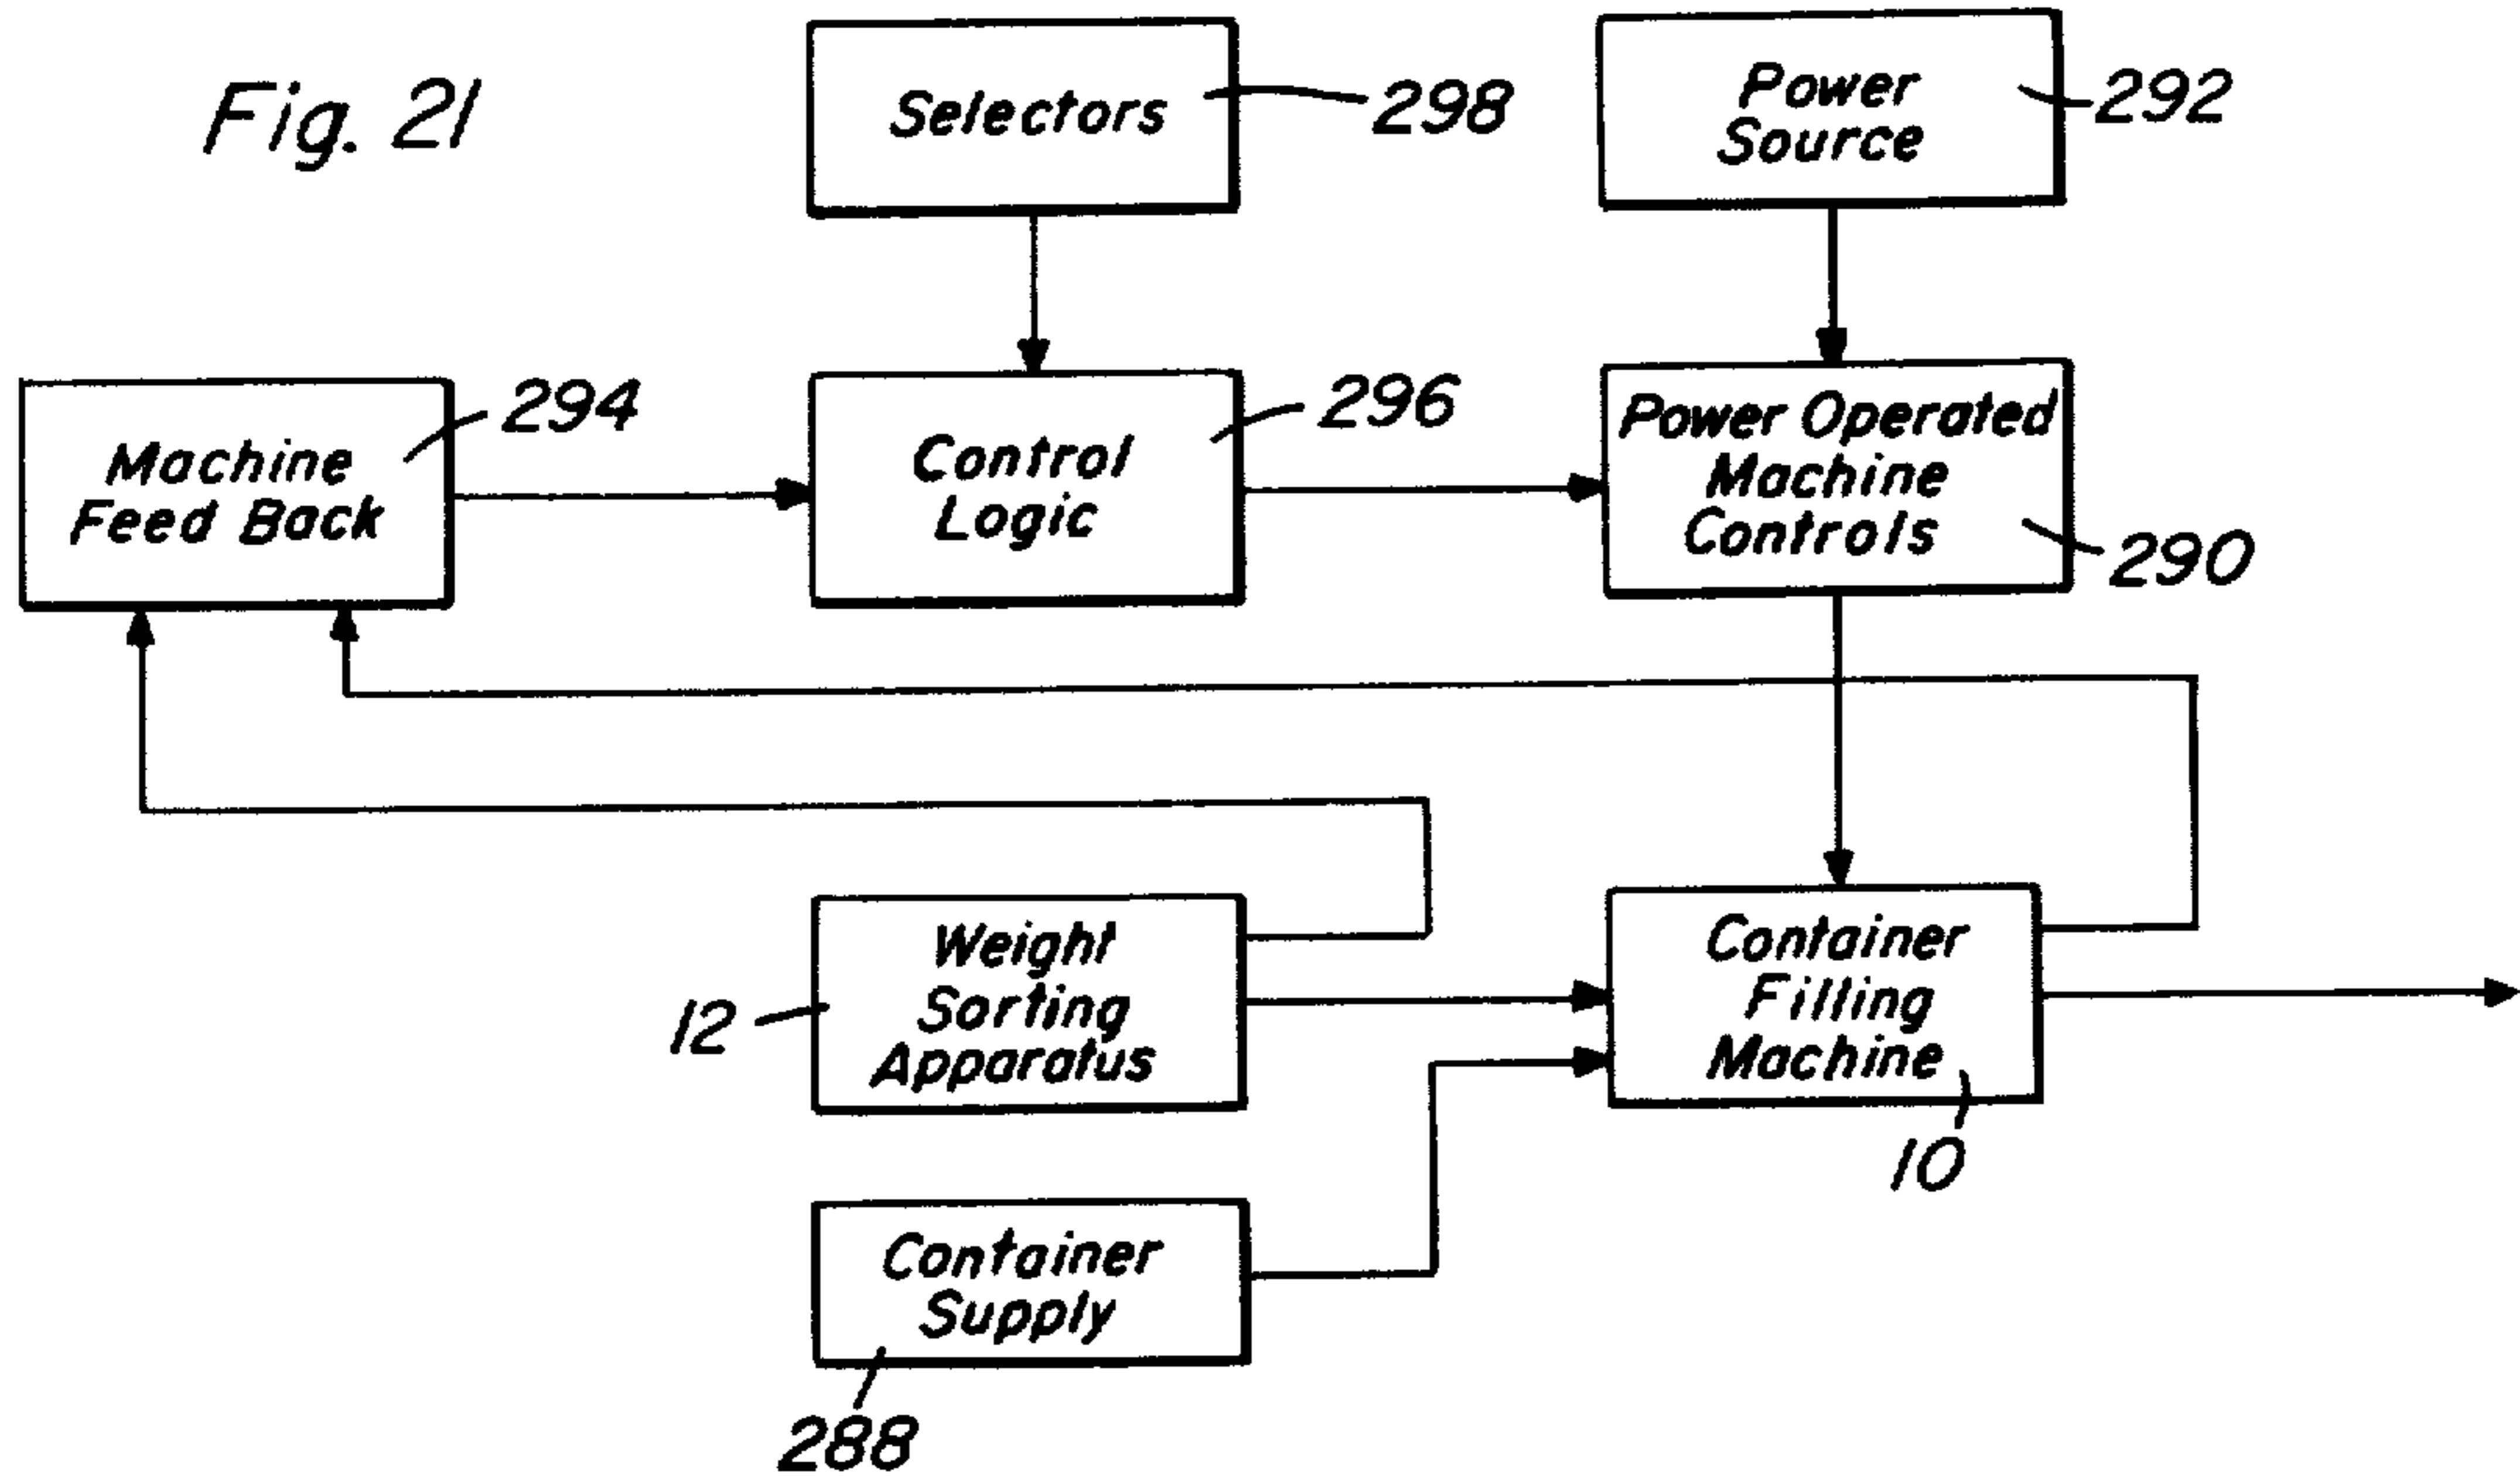 Fig. 21
Selectors
298
Power
Source
292
Machine
Feed Back
294
Control
Logic
296
Power Operated
Machine
Controls
290
Weight
Sorting
Apparatus
12
Container
Filling
Machine
10
Container
Supply
288